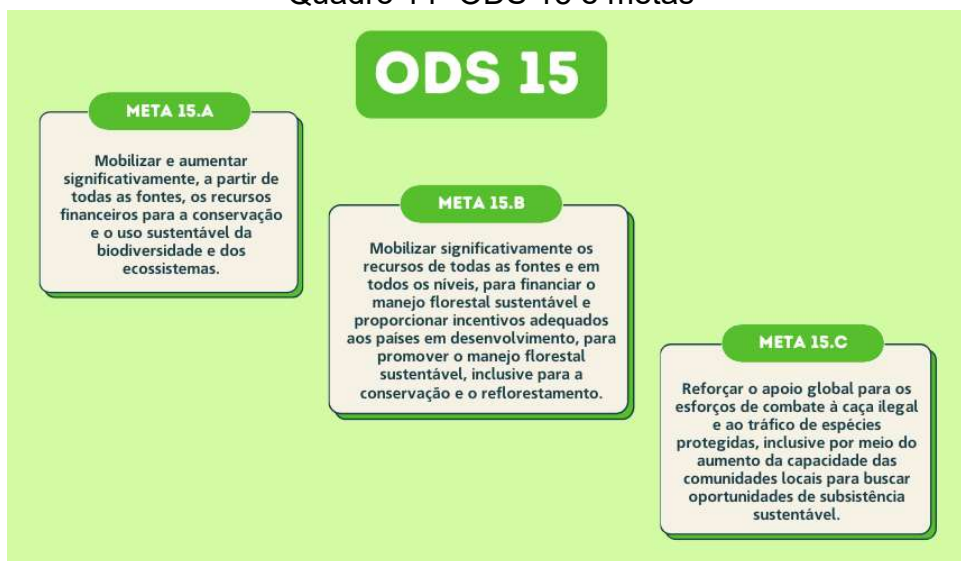 ODS 15
META 15.A
Mobilizar e aumentar
significativamente, a partir de
todas as fontes, os recursos
financeiros para a conservação
e o uso sustentável da
biodiversidade e dos
ecossistemas.
META 15.B
Mobilizar significativamente os
recursos de todas as fontes e em
todos os níveis, para financiar o
manejo florestal sustentável e
proporcionar incentivos adequados
aos países em desenvolvimento, para
promover o manejo florestal
sustentável, inclusive para a
conservação e o reflorestamento.
META 15.C
Reforçar o apoio global para os
esforços de combate à caça ilegal
e ao tráfico de espécies
protegidas, inclusive por meio do
aumento da capacidade das
comunidades locais para buscar
oportunidades de subsistência
sustentável.